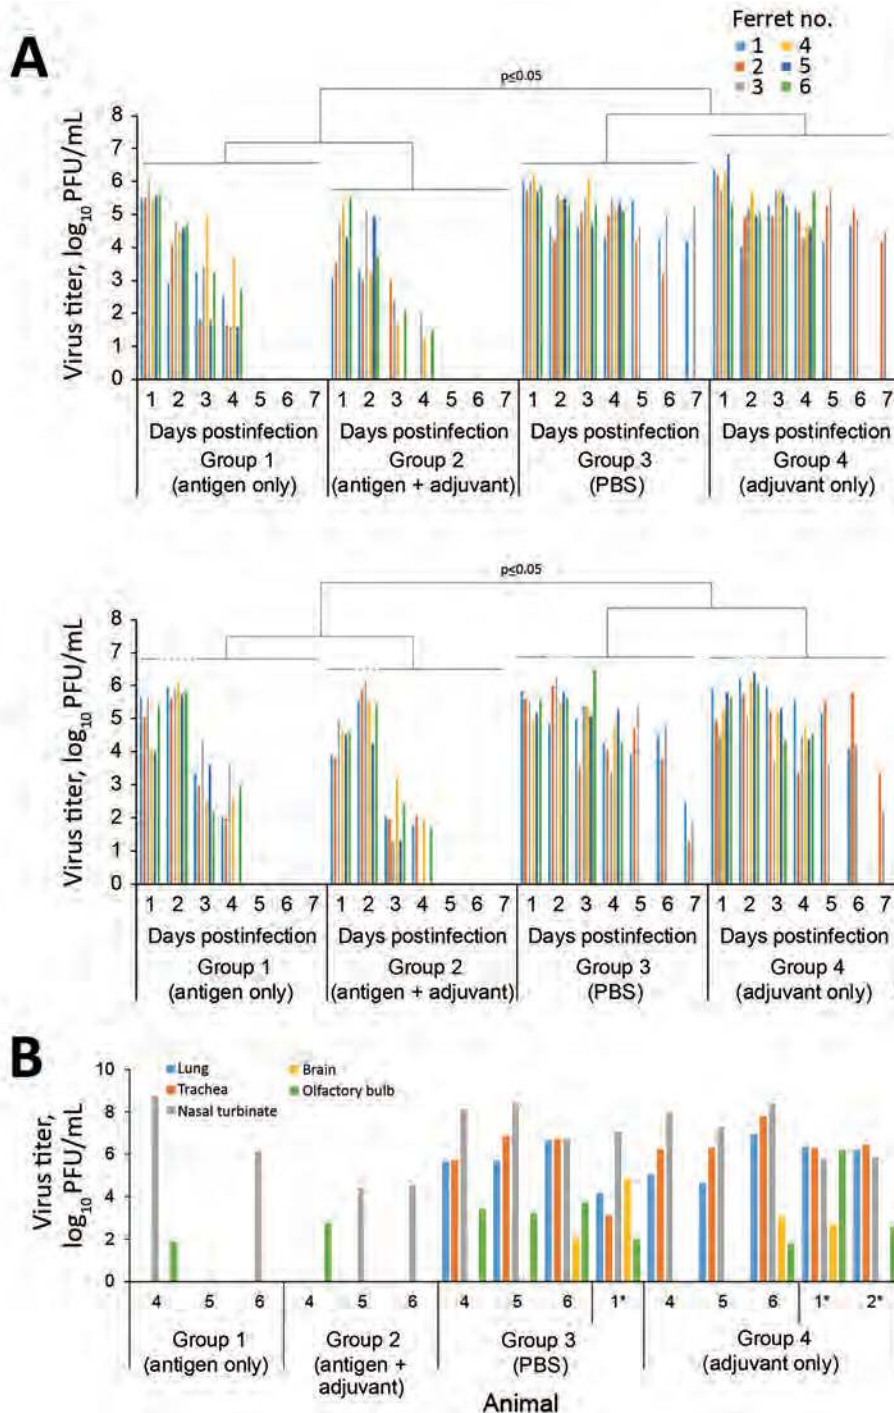 Ferret no.
1 4
2 5
3 6
A
p≤0.05
8
7
6
5
4
3
2
1
0
Virus titer, log10 PFU/mL
1 2 3 4 5 6 7 1 2 3 4 5 6 7 1 2 3 4 5 6 7 1 2 3 4 5 6 7
Days postinfection Days postinfection Days postinfection Days postinfection
Group 1 Group 2 Group 3 Group 4
(antigen only) (antigen + adjuvant) (PBS) (adjuvant only)
p≤0.05
8
7
6
5
4
3
2
1
0
Virus titer, log10 PFU/mL
1 2 3 4 5 6 7 1 2 3 4 5 6 7 1 2 3 4 5 6 7 1 2 3 4 5 6 7
Days postinfection Days postinfection Days postinfection Days postinfection
Group 1 Group 2 Group 3 Group 4
(antigen only) (antigen + adjuvant) (PBS) (adjuvant only)
B
10
8
6
4
2
0
Virus titer,
log10 PFU/mL
Lung Brain
Trachea Olfactory bulb
Nasal turbinate
4 5 6 4 5 6 4 5 6 1* 4 5 6 1* 2*
Group 1 Group 2 Group 3 Group 4
(antigen only) (antigen + (PBS) (adjuvant only)
adjuvant)
Animal